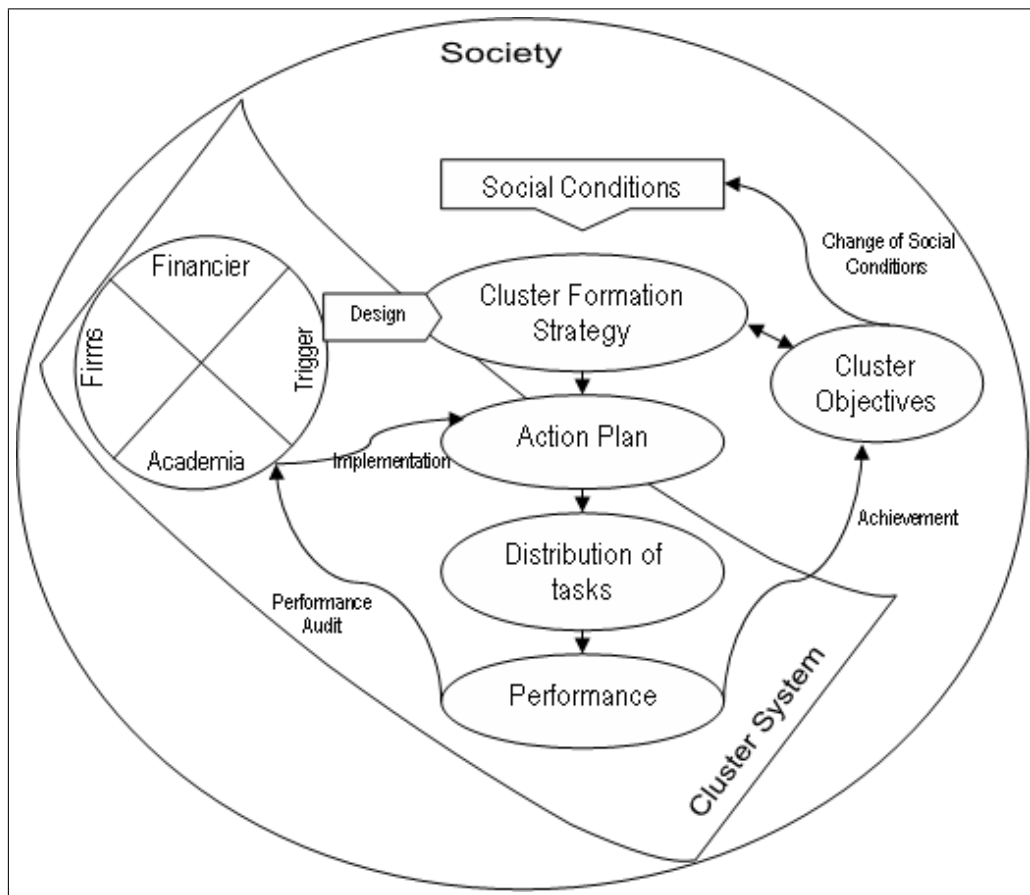 Society
Social Conditions
Change of Social
Conditions
Financier
Firms
Trigger
Academia
Design
Cluster Formation
Strategy
Cluster
Objectives
Action Plan
Implementation
Achievement
Distribution of
tasks
Performance
Audit
Performance
Cluster System